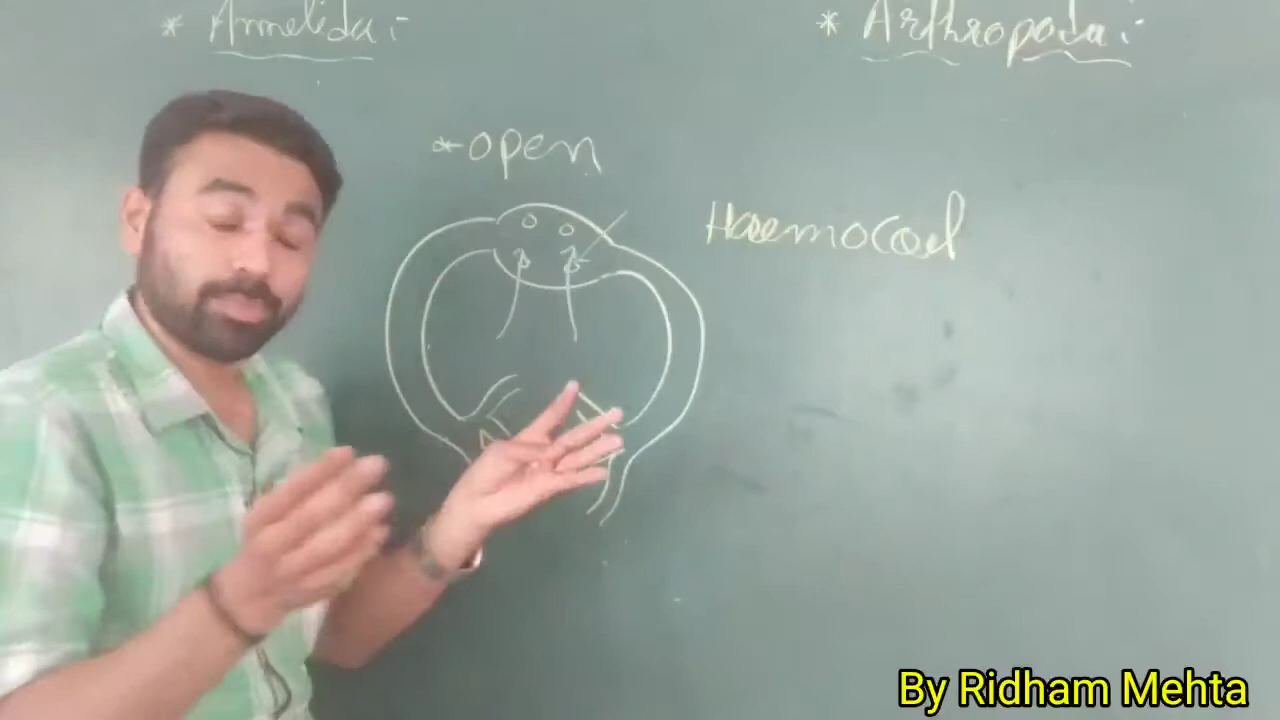 * Annelida :-
* Arthropoda :-
* open
Haemocoel
By Ridham Mehta